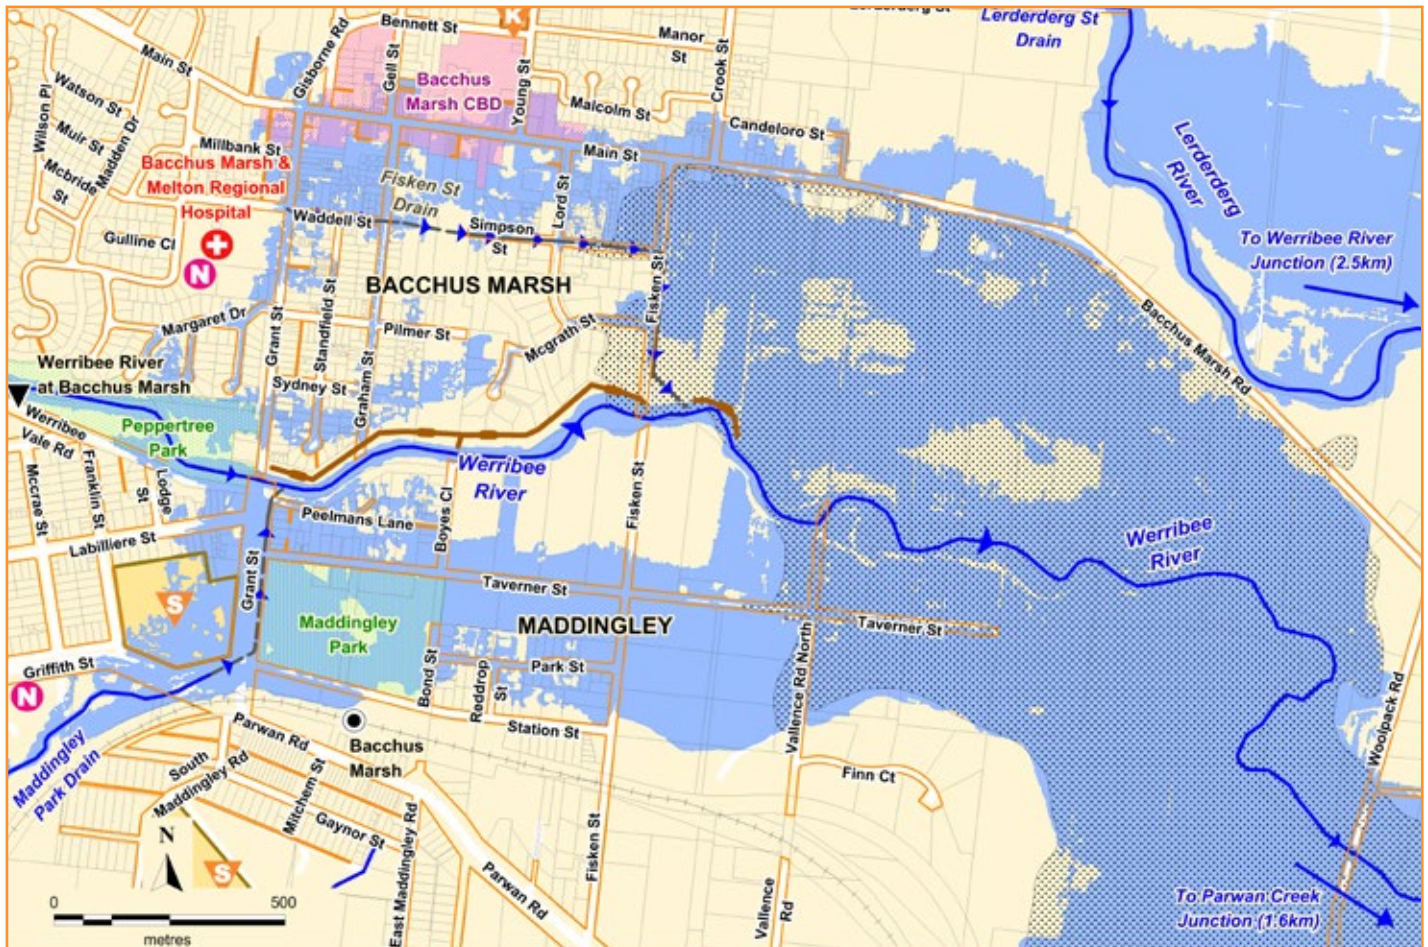 Bennett St
K
Manor
St
Lerderderg St
Lerderderg St
Drain
Main St
Gisborne Rd
Gell St
Young St
Crook St
Bacchus
Marsh CBD
Malcolm St
Candeloro St
Wilson Pl
Watson St
Muir St
Mcbride
St
Madden Dr
Millbank St
Main St
Bacchus Marsh &
Melton Regional
Hospital
Fisken St
Drain
Lord St
Lerderderg
River
Waddell St
Simpson
St
Gulline Cl
N
BACCHUS MARSH
Fisken St
To Werribee River
Junction (2.5km)
Margaret Dr
Grant St
Standfield St
Pilmer St
Mcgrath St
Bacchus Marsh Rd
Werribee River
at Bacchus Marsh
Sydney St
Graham St
Werribee
Vale Rd
Peppertree
Park
Mccrae St
Franklin St
Lodge
St
Werribee
River
Fisken St
Peelmans Lane
Boyes Cl
Werribee
River
Labilliere St
Grant St
Taverner St
S
Maddingley
Park
MADDINGLEY
Taverner St
Griffith St
N
Bond St
Reddrop
St
Park St
Vallence Rd North
Station St
Woolpack Rd
Maddingley
Park Drain
Parwan Rd
Bacchus
Marsh
South
Maddingley Rd
Mitchem St
Gaynor St
Finn Ct
N
S
East Maddingley Rd
Parwan Rd
Fisken St
Vallence
Rd
To Parwan Creek
Junction (1.6km)
0 500
metres